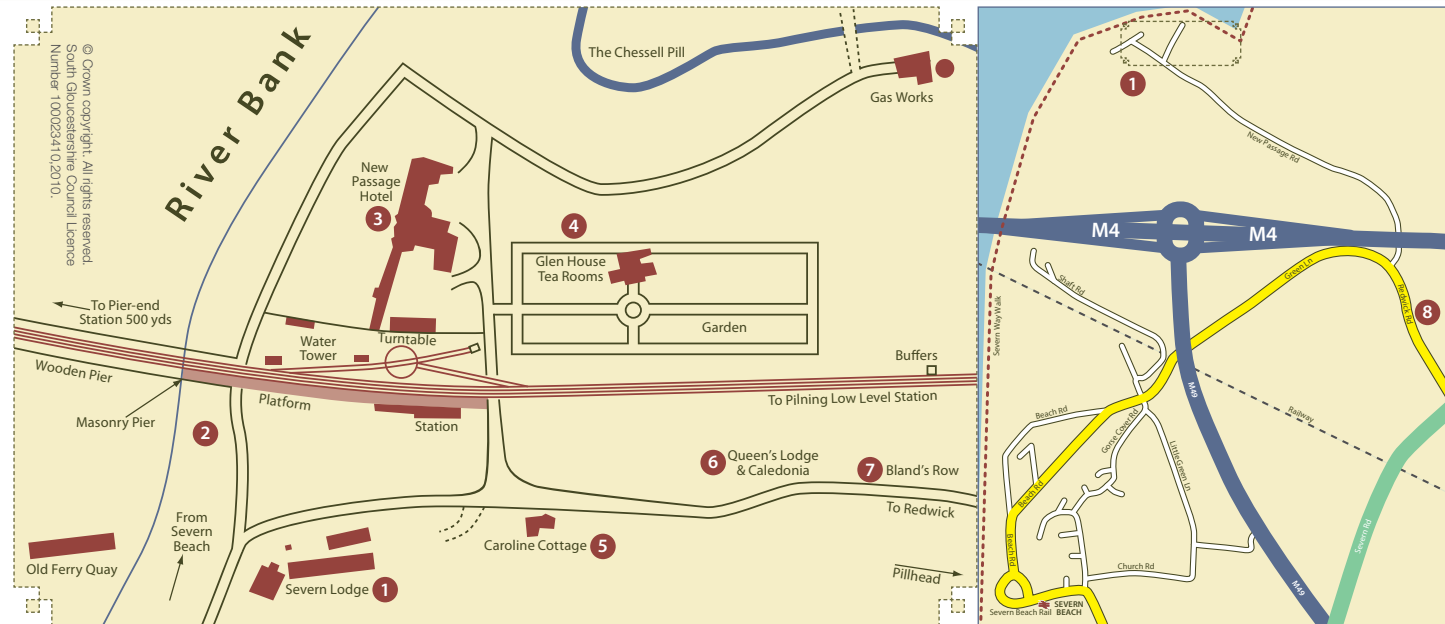 © Crown copyright. All rights reserved.
South Gloucestershire Council Licence
Number 100023410,2010.
River Bank
The Chessell Pill
Gas Works
New
Passage
Hotel
3
4
Glen House
Tea Rooms
Garden
To Pier-end
Station 500 yds
Water
Tower
Turntable
Buffers
Wooden Pier
Platform
To Pilning Low Level Station
Masonry Pier
Station
2
6
Queen's Lodge
& Caledonia
7
Bland's Row
To Redwick
From
Severn
Beach
Old Ferry Quay
Caroline Cottage
5
Severn Lodge
1
Pillhead
1
New Passage Rd
M4
M4
Green Ln
Shaft Rd
Redwick Rd
8
Severn Way Walk
M49
Railway
Beach Rd
Gorse Cover Rd
Little Green Ln
Beach Rd
Beach Rd
Severn Rd
Church Rd
M49
SEVERN
BEACH
Severn Beach Rail